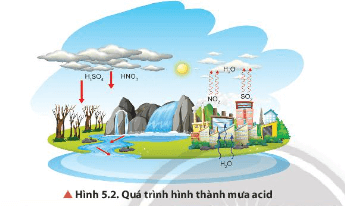 H₂SO₄
HNO₃
H₂O
NO₂
SO₂
H₂O
▲ Hình 5.2. Quá trình hình thành mưa acid